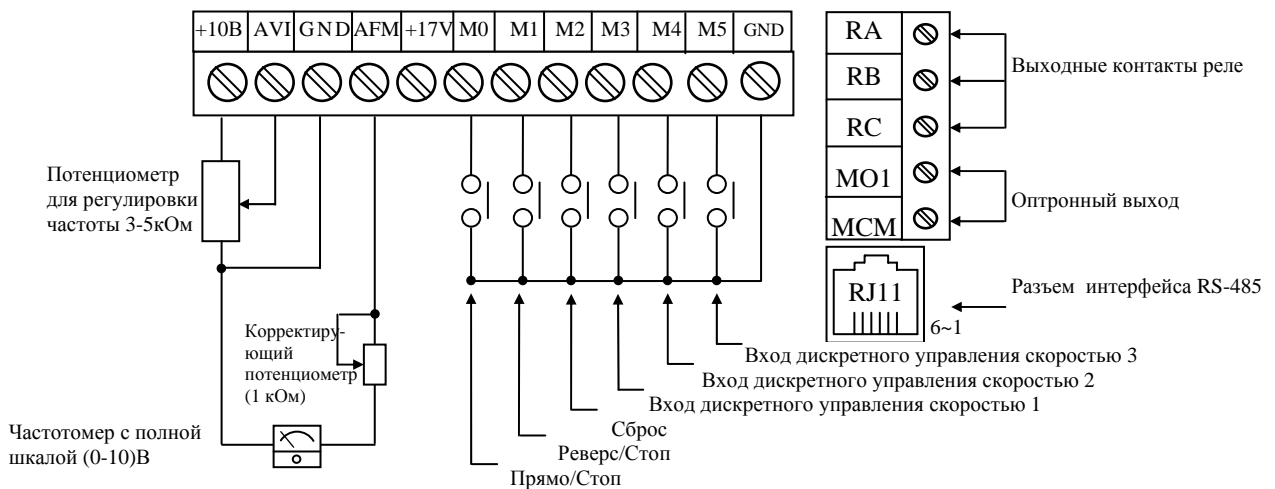 +10В AVI GND AFM +17V M0 M1 M2 M3 M4 M5 GND
RA
RB
RC
MO1
MCM
Выходные контакты реле
Оптронный выход
RJ11
6~1
Разъем интерфейса RS-485
Потенциометр
для регулировки
частоты 3-5кОм
Корректиру-
ющий
потенциометр
(1 кОм)
Частотомер с полной
шкалой (0-10)В
Вход дискретного управления скоростью 3
Вход дискретного управления скоростью 2
Вход дискретного управления скоростью 1
Сброс
Реверс/Стоп
Прямо/Стоп